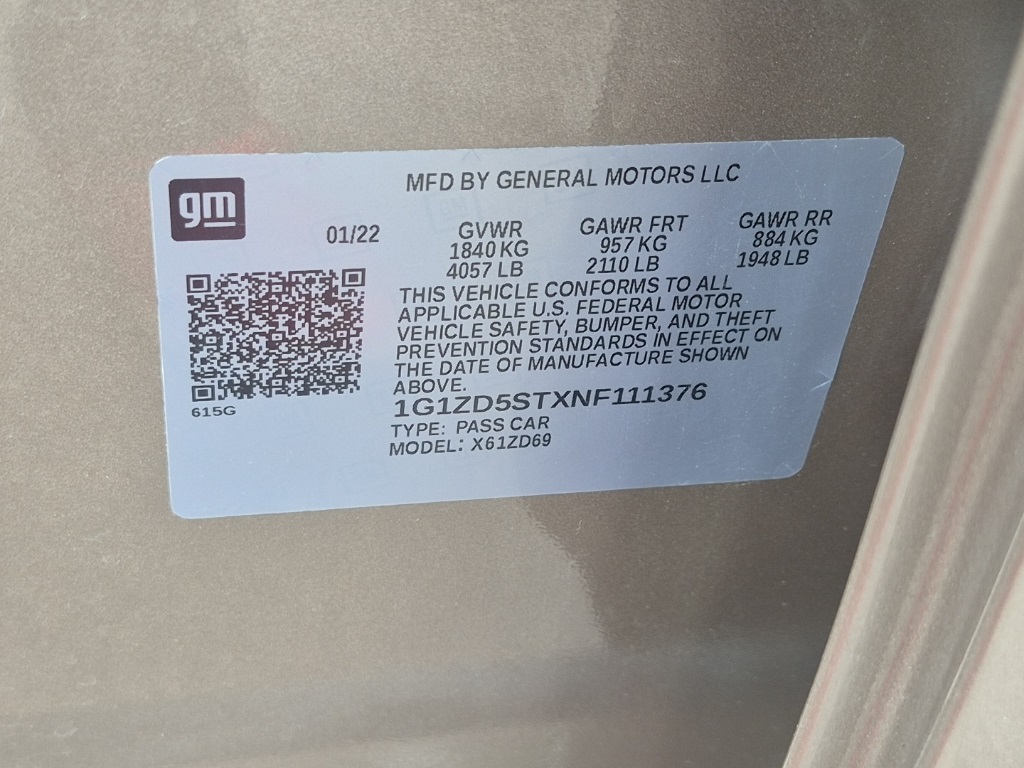 gm
MFD BY GENERAL MOTORS LLC
01/22
GVWR GAWR FRT GAWR RR
1840 KG 957 KG 884 KG
4057 LB 2110 LB 1948 LB
THIS VEHICLE CONFORMS TO ALL
APPLICABLE U.S. FEDERAL MOTOR
VEHICLE SAFETY, BUMPER, AND THEFT
PREVENTION STANDARDS IN EFFECT ON
THE DATE OF MANUFACTURE SHOWN
ABOVE.
1G1ZD5STXNF111376
TYPE: PASS CAR
MODEL: X61ZD69
615G